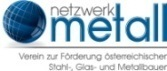 netzwerk
metall
Verein zur Förderung österreichischer
Stahl-, Glas- und Metallbauer